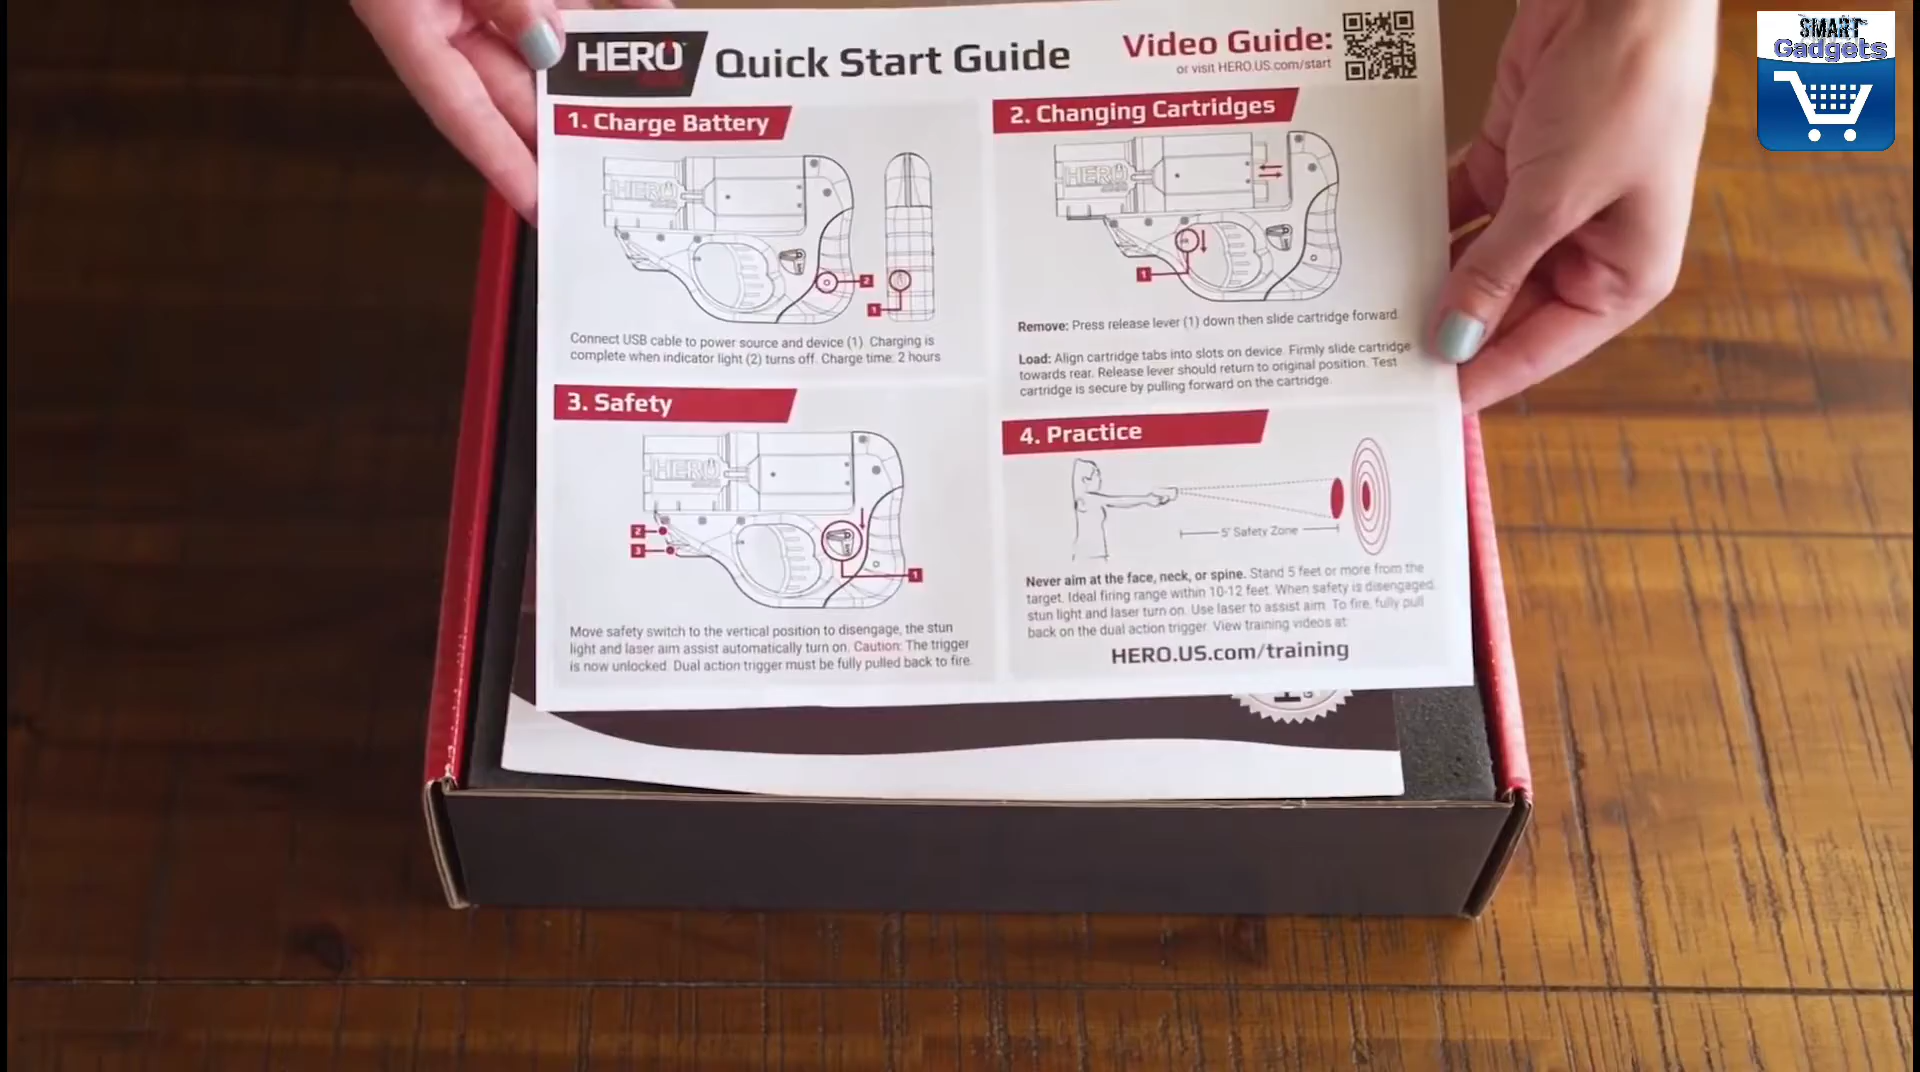 HERO
Quick Start Guide
Video Guide:
or visit HERO.US.com/start
1. Charge Battery
HERO
2
1
Connect USB cable to power source and device (1). Charging is
complete when indicator light (2) turns off. Charge time: 2 hours
2. Changing Cartridges
HERO
1
Remove: Press release lever (1) down then slide cartridge forward.
Load: Align cartridge tabs into slots on device. Firmly slide cartridge
towards rear. Release lever should return to original position. Test
cartridge is secure by pulling forward on the cartridge.
3. Safety
HERO
2
3
1
Move safety switch to the vertical position to disengage, the stun
light and laser aim assist automatically turn on. Caution: The trigger
is now unlocked. Dual action trigger must be fully pulled back to fire.
4. Practice
5' Safety Zone
Never aim at the face, neck, or spine. Stand 5 feet or more from the
target. Ideal firing range within 10-12 feet. When safety is disengaged,
stun light and laser turn on. Use laser to assist aim. To fire, fully pull
back on the dual action trigger. View training videos at:
HERO.US.com/training
SMART
Gadgets